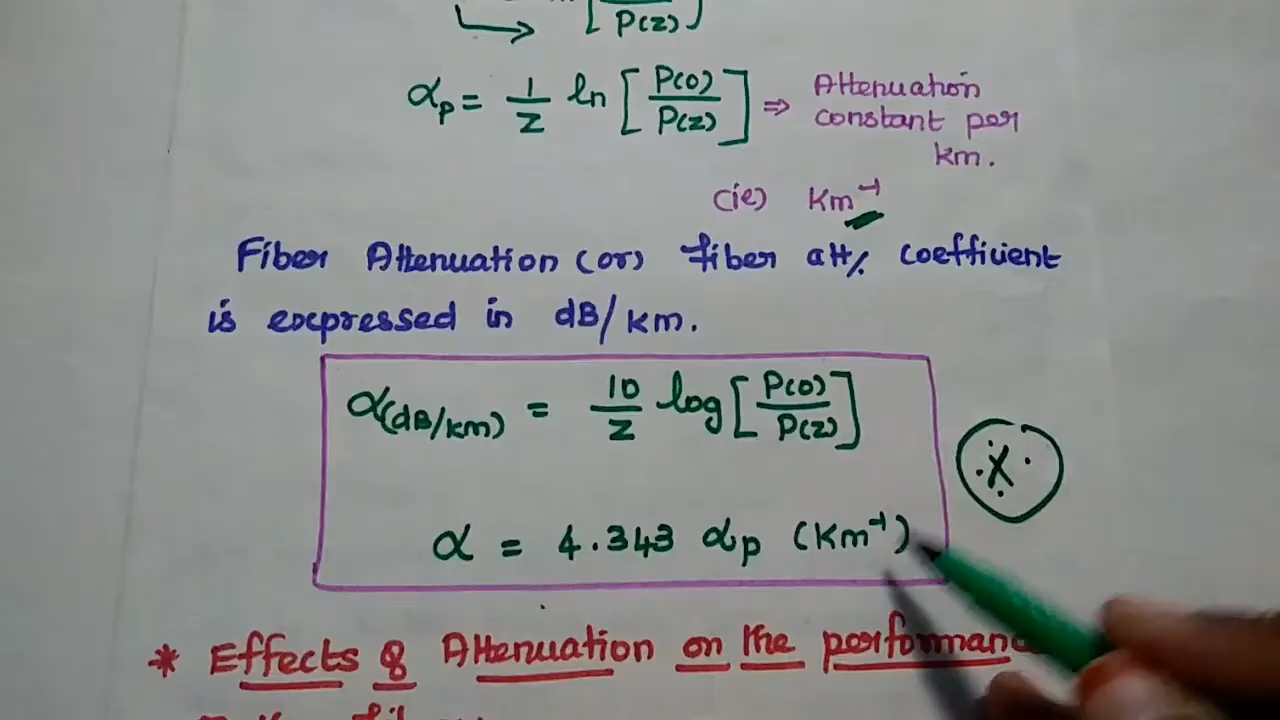 P(z)
αp = 1/z ln [P(0)/P(z)] ⇒ Attenuation
constant per
km.
(ie) Km⁻¹
Fiber Attenuation (or) fiber att/. coefficient
is expressed in dB/km.
α(dB/km) = 10/z log [P(0)/P(z)]
α = 4.343 αp (Km⁻¹)
* Effects of Attenuation on the performanc